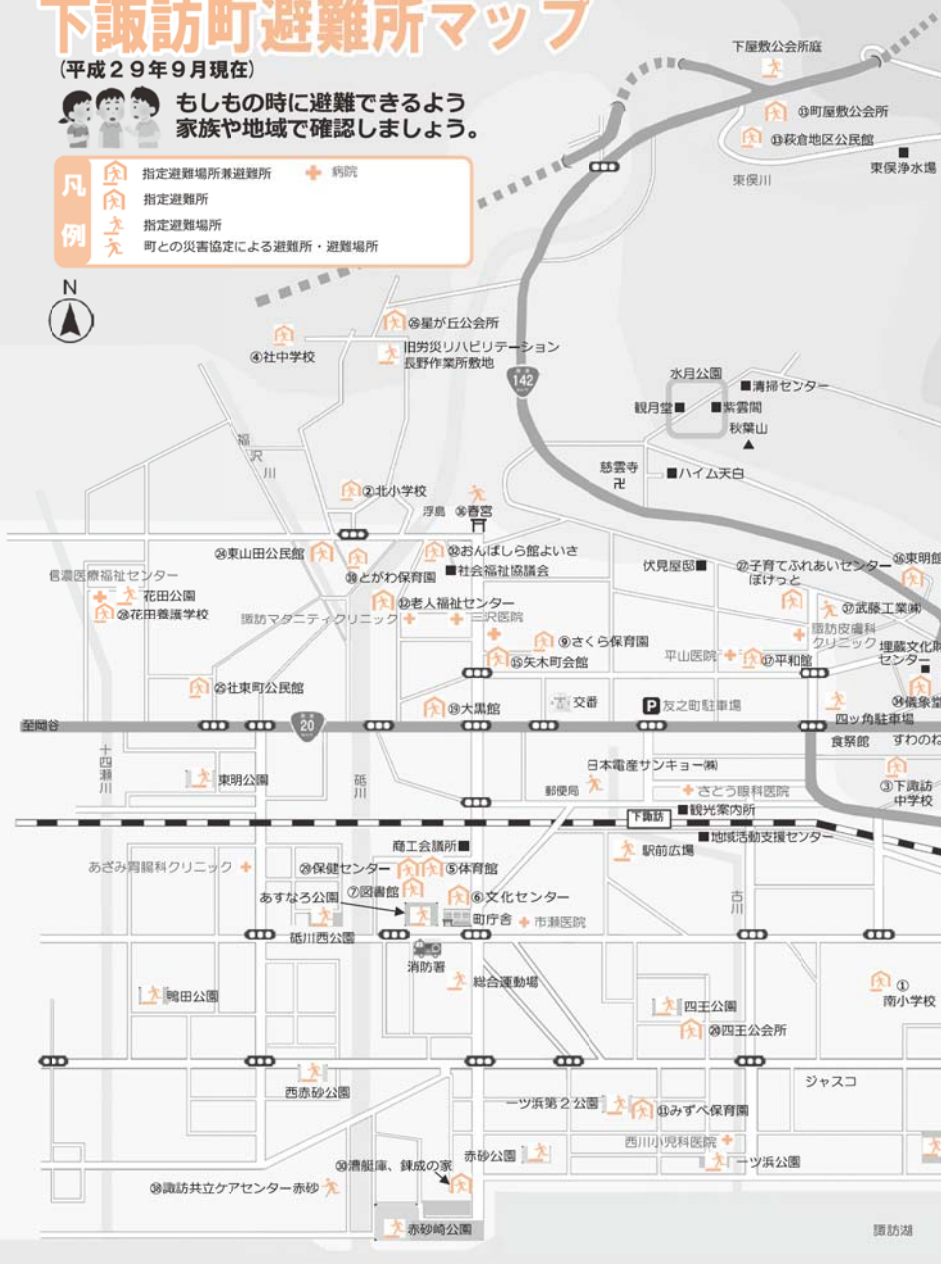 下諏訪町避難所マップ
(平成29年9月現在)
もしもの時に避難できるよう
家族や地域で確認しましょう。
凡例
指定避難場所兼避難所
病院
指定避難所
指定避難場所
町との災害協定による避難所・避難場所
N
下屋敷公会所庭
⑬町屋敷公会所
⑬萩倉地区公民館
東俣浄水場
東俣川
㉖星が丘公会所
④社中学校
旧労災リハビリテーション
長野作業所敷地
142
水月公園
■清掃センター
観月堂■
■紫雲閣
秋葉山
▲
福沢川
慈雲寺
卍
■ハイム天白
②北小学校
浮島
㊱春宮
㉔東山田公民館
㉜おんばしら館よいさ
■社会福祉協議会
⑩とがわ保育園
伏見屋邸■
㉗子育てふれあいセンター
ぽけっと
東明館
信濃医療福祉センター
花田公園
㉘花田養護学校
⑫老人福祉センター
諏訪マタニティクリニック
三沢医院
㊲武藤工業㈱
諏訪皮膚科
クリニック
⑨さくら保育園
⑮矢木町会館
平山医院
⑰平和館
埋蔵文化財
センター
㉕社東町公民館
⑲大黒館
交番
P
友之町駐車場
儀象堂
四ッ角駐車場
至岡谷
20
食祭館
すわのね
十四瀬川
東明公園
砥川
日本電産サンキョー㈱
郵便局
さとう眼科医院
③下諏訪
中学校
下諏訪
■観光案内所
■地域活動支援センター
商工会議所■
駅前広場
あざみ胃腸科クリニック
㉙保健センター
⑤体育館
あすなろ公園
⑦図書館
⑥文化センター
古川
町庁舎
市瀬医院
砥川西公園
消防署
総合運動場
鴨田公園
四王公園
①
南小学校
⑳四王公会所
西赤砂公園
ジャスコ
一ツ浜第2公園
⑪みずべ保育園
西川小児科医院
赤砂公園
一ツ浜公園
㉚漕艇庫、錬成の家
㊳諏訪共立ケアセンター赤砂
赤砂崎公園
諏訪湖